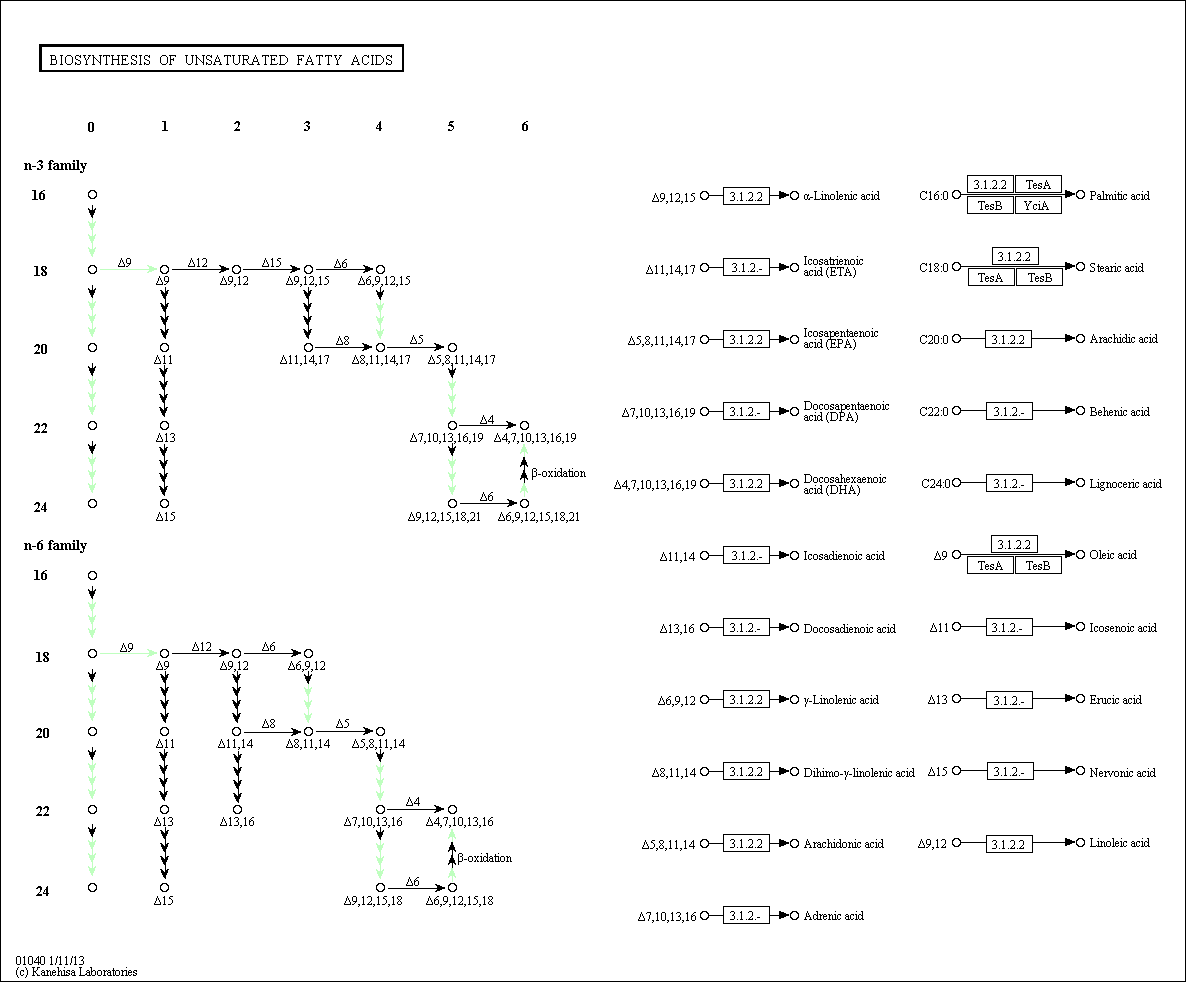 BIOSYNTHESIS OF UNSATURATED FATTY ACIDS
0 1 2 3 4 5 6
n-3 family
16
18
Δ9 Δ12 Δ15 Δ6
Δ9 Δ9,12 Δ9,12,15 Δ6,9,12,15
20
Δ8 Δ5
Δ11 Δ11,14,17 Δ8,11,14,17 Δ5,8,11,14,17
22
Δ4
Δ13 Δ7,10,13,16,19 Δ4,7,10,13,16,19
β-oxidation
24
Δ6
Δ15 Δ9,12,15,18,21 Δ6,9,12,15,18,21
n-6 family
16
18
Δ9 Δ12 Δ6
Δ9 Δ9,12 Δ6,9,12
20
Δ8 Δ5
Δ11 Δ11,14 Δ8,11,14 Δ5,8,11,14
22
Δ4
Δ13 Δ13,16 Δ7,10,13,16 Δ4,7,10,13,16
β-oxidation
24
Δ6
Δ15 Δ9,12,15,18 Δ6,9,12,15,18
Δ9,12,15 3.1.2.2 α-Linolenic acid
Δ11,14,17 3.1.2.- Icosatrienoic
acid (ETA)
Δ5,8,11,14,17 3.1.2.2 Icosapentaenoic
acid (EPA)
Δ7,10,13,16,19 3.1.2.- Docosapentaenoic
acid (DPA)
Δ4,7,10,13,16,19 3.1.2.2 Docosahexaenoic
acid (DHA)
Δ11,14 3.1.2.- Icosadienoic acid
Δ13,16 3.1.2.- Docosadienoic acid
Δ6,9,12 3.1.2.2 γ-Linolenic acid
Δ8,11,14 3.1.2.2 Dihimo-γ-linolenic acid
Δ5,8,11,14 3.1.2.2 Arachidonic acid
Δ7,10,13,16 3.1.2.- Adrenic acid
3.1.2.2 TesA
C16:0 Palmitic acid
TesB YciA
3.1.2.2
C18:0 Stearic acid
TesA TesB
C20:0 3.1.2.2 Arachidic acid
C22:0 3.1.2.- Behenic acid
C24:0 3.1.2.- Lignoceric acid
3.1.2.2
Δ9 Oleic acid
TesA TesB
Δ11 3.1.2.- Icosenoic acid
Δ13 3.1.2.- Erucic acid
Δ15 3.1.2.- Nervonic acid
Δ9,12 3.1.2.2 Linoleic acid
01040 1/11/13
(c) Kanehisa Laboratories